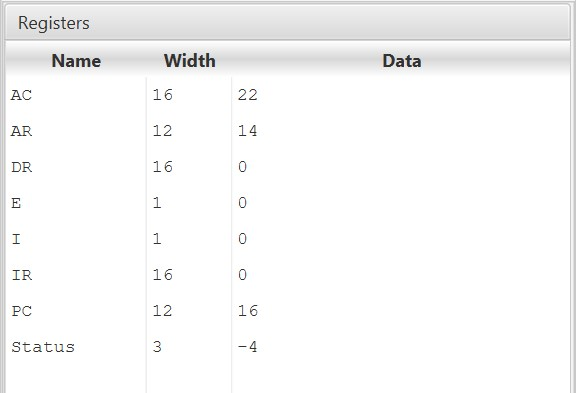 Registers
Name Width Data
AC 16 22
AR 12 14
DR 16 0
E 1 0
I 1 0
IR 16 0
PC 12 16
Status 3 -4